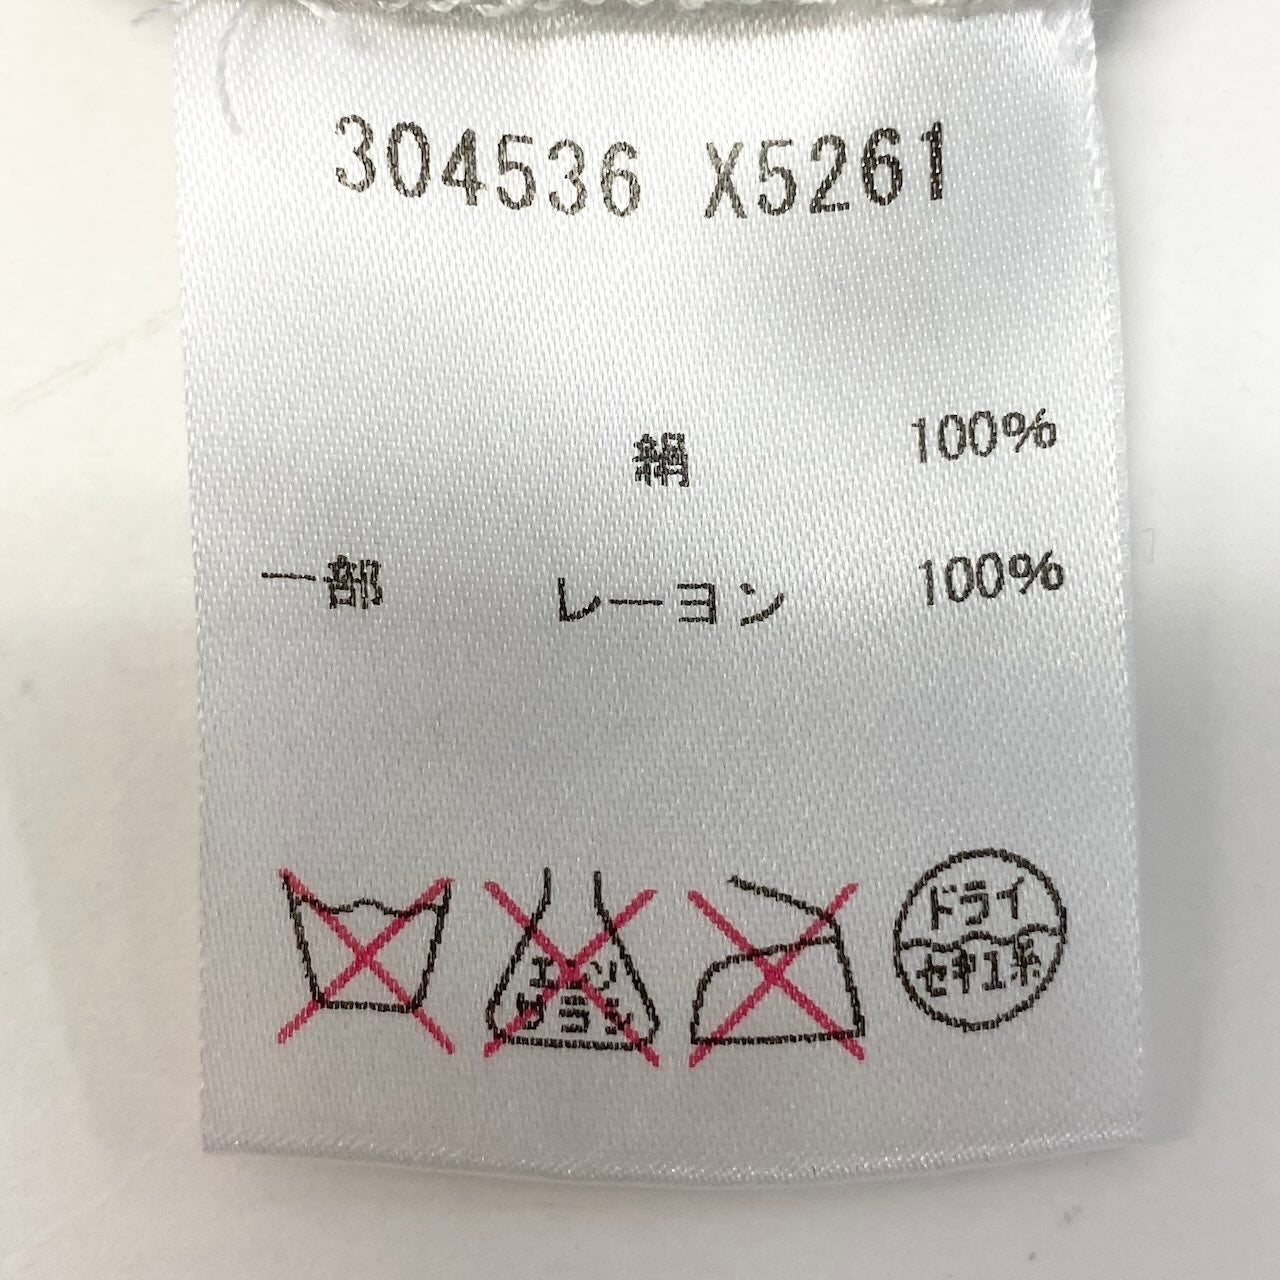 304536 X5261
絹 100%
一部 レーヨン 100%
エンソ
サラシ
ドライ
セキユ系